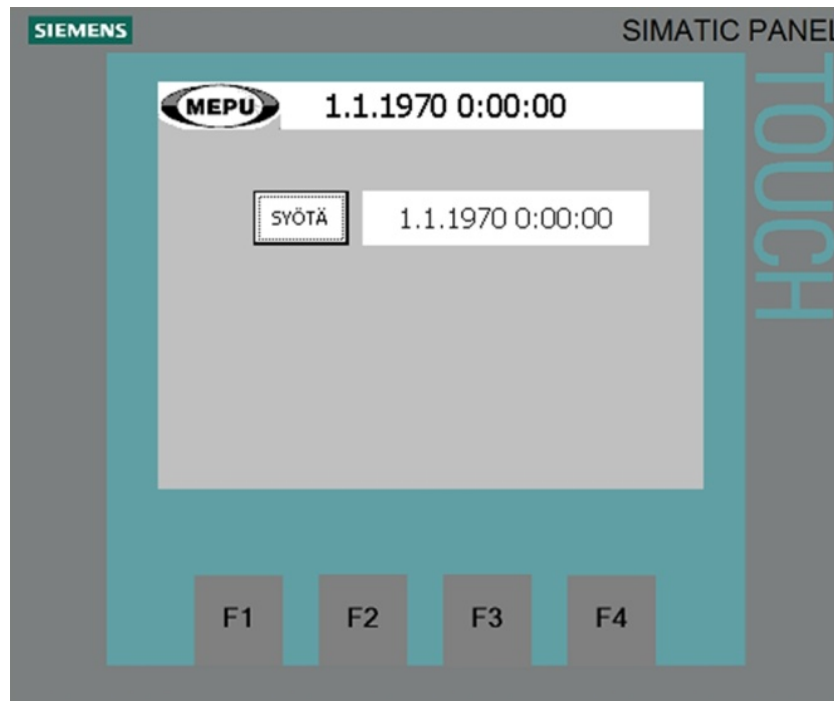 SIEMENS
SIMATIC PANEL
TOUCH
MEPU
1.1.1970 0:00:00
SYÖTÄ
1.1.1970 0:00:00
F1
F2
F3
F4